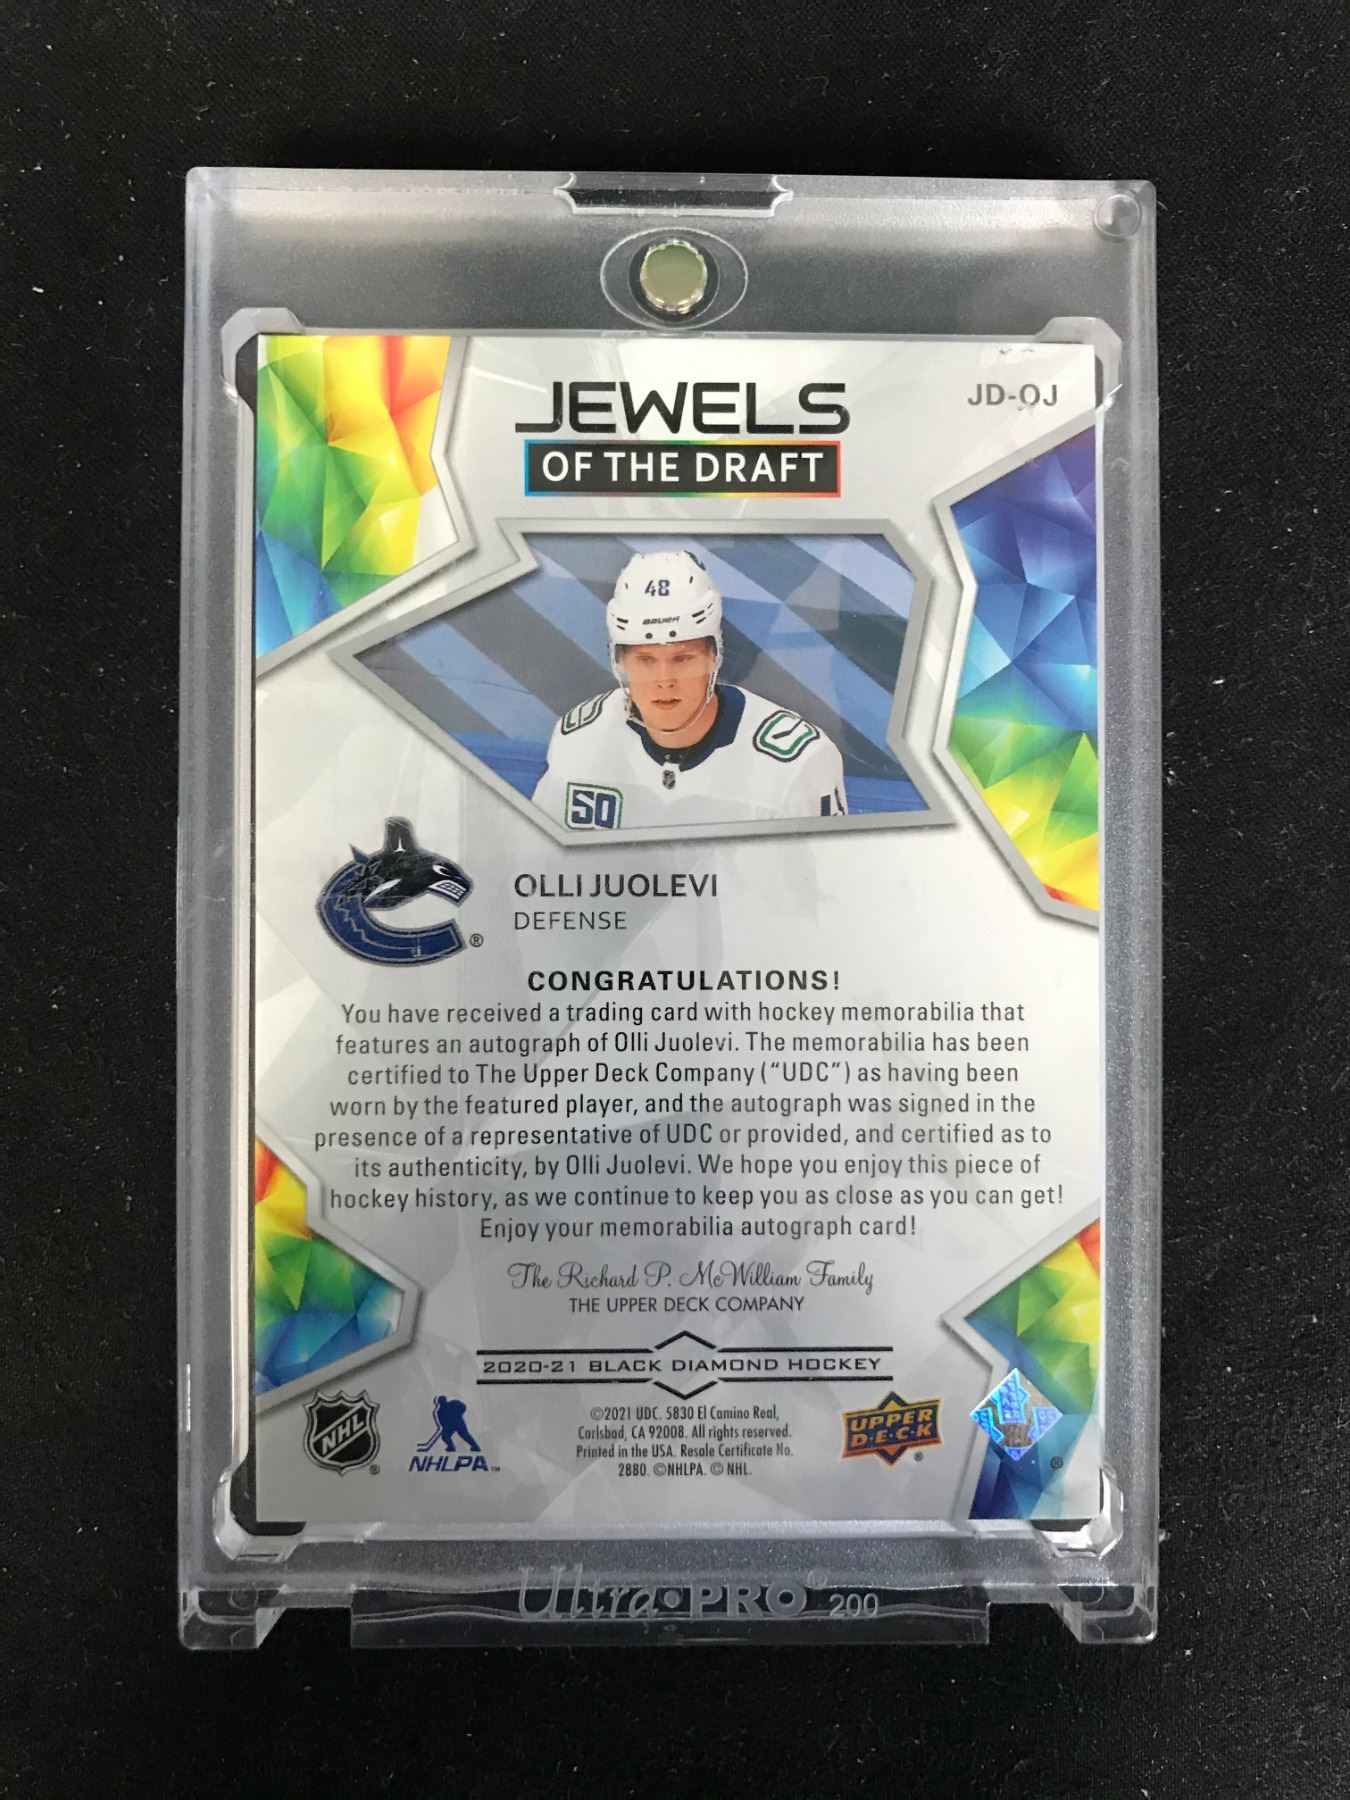 JEWELS
OF THE DRAFT
JD-OJ
48
BAUER
50
OLLI JUOLEVI
DEFENSE
CONGRATULATIONS!
You have received a trading card with hockey memorabilia that
features an autograph of Olli Juolevi. The memorabilia has been
certified to The Upper Deck Company (“UDC”) as having been
worn by the featured player, and the autograph was signed in the
presence of a representative of UDC or provided, and certified as to
its authenticity, by Olli Juolevi. We hope you enjoy this piece of
hockey history, as we continue to keep you as close as you can get!
Enjoy your memorabilia autograph card!
The Richard P. McWilliam Family
THE UPPER DECK COMPANY
2020-21 BLACK DIAMOND HOCKEY
NHL
NHLPA™
©2021 UDC. 5830 El Camino Real,
Carlsbad, CA 92008. All rights reserved.
Printed in the USA. Resale Certificate No.
2880. ©NHLPA. © NHL.
UPPER
D•E•C•K
Ultra•PRO® 200